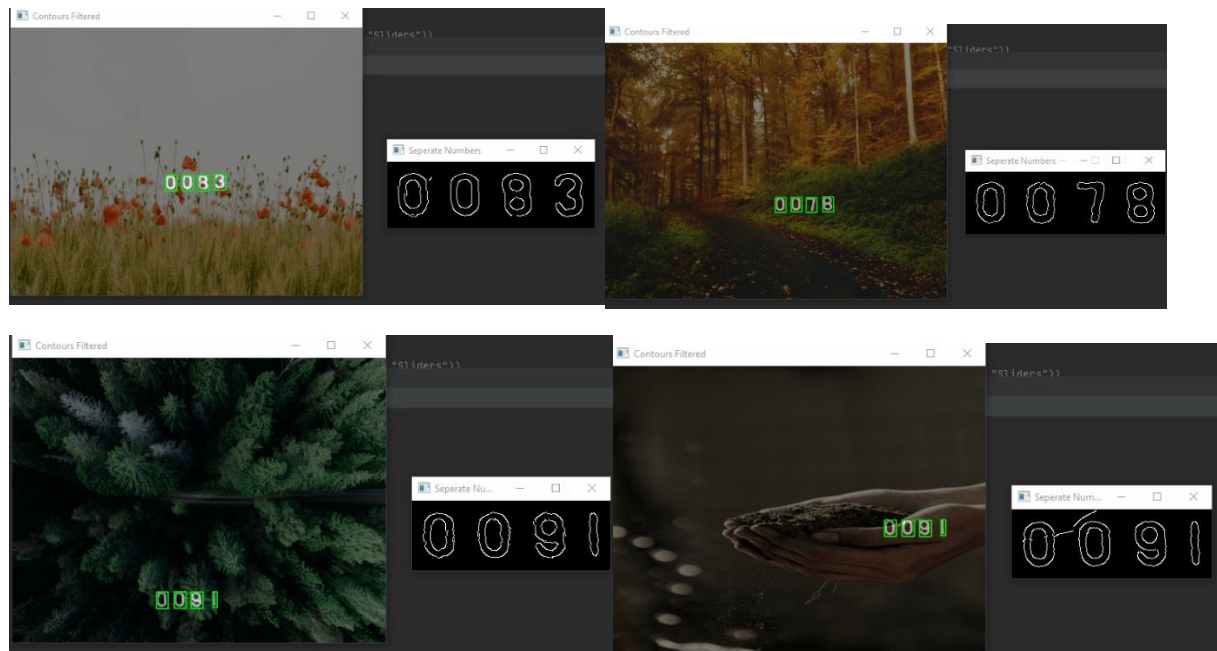 Contours Filtered
"Sliders"))
0083
Seperate Numbers
0083
Contours Filtered
"Sliders"))
0078
Seperate Numbers
0078
Contours Filtered
"Sliders"))
0091
Seperate Nu...
0091
Contours Filtered
"Sliders"))
0091
Seperate Num...
0091